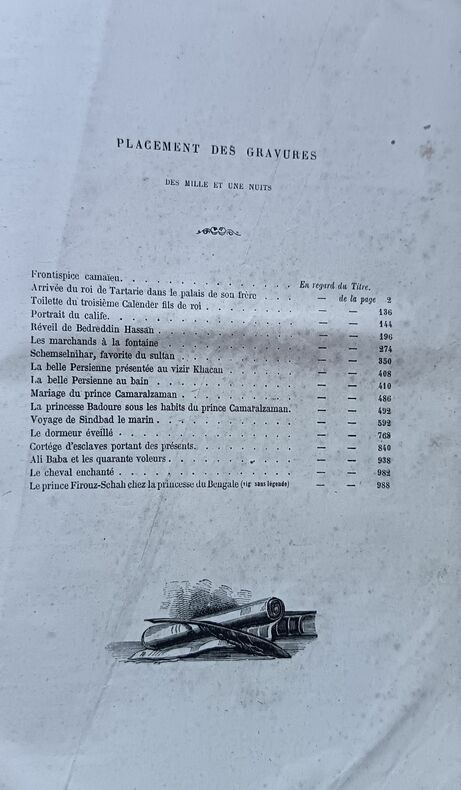 PLACEMENT DES GRAVURES
DES MILLE ET UNE NUITS
Frontispice camaïeu. En regard du Titre.
Arrivée du roi de Tartarie dans le palais de son frère — de la page 2
Toilette du troisième Calender fils de roi — — 136
Portrait du calife. — — 144
Réveil de Bedreddin Hassan — — 196
Les marchands à la fontaine — — 274
Schemselnihar, favorite du sultan — — 350
La belle Persienne présentée au vizir Khacan — — 408
La belle Persienne au bain — — 410
Mariage du prince Camaralzaman — — 486
La princesse Badoure sous les habits du prince Camaralzaman. — — 492
Voyage de Sindbad le marin — — 592
Le dormeur éveillé — — 768
Cortége d'esclaves portant des présents. — — 840
Ali Baba et les quarante voleurs — — 938
Le cheval enchanté — — 982
Le prince Firouz-Schah chez la princesse du Bengale (fig sans légende) — — 988